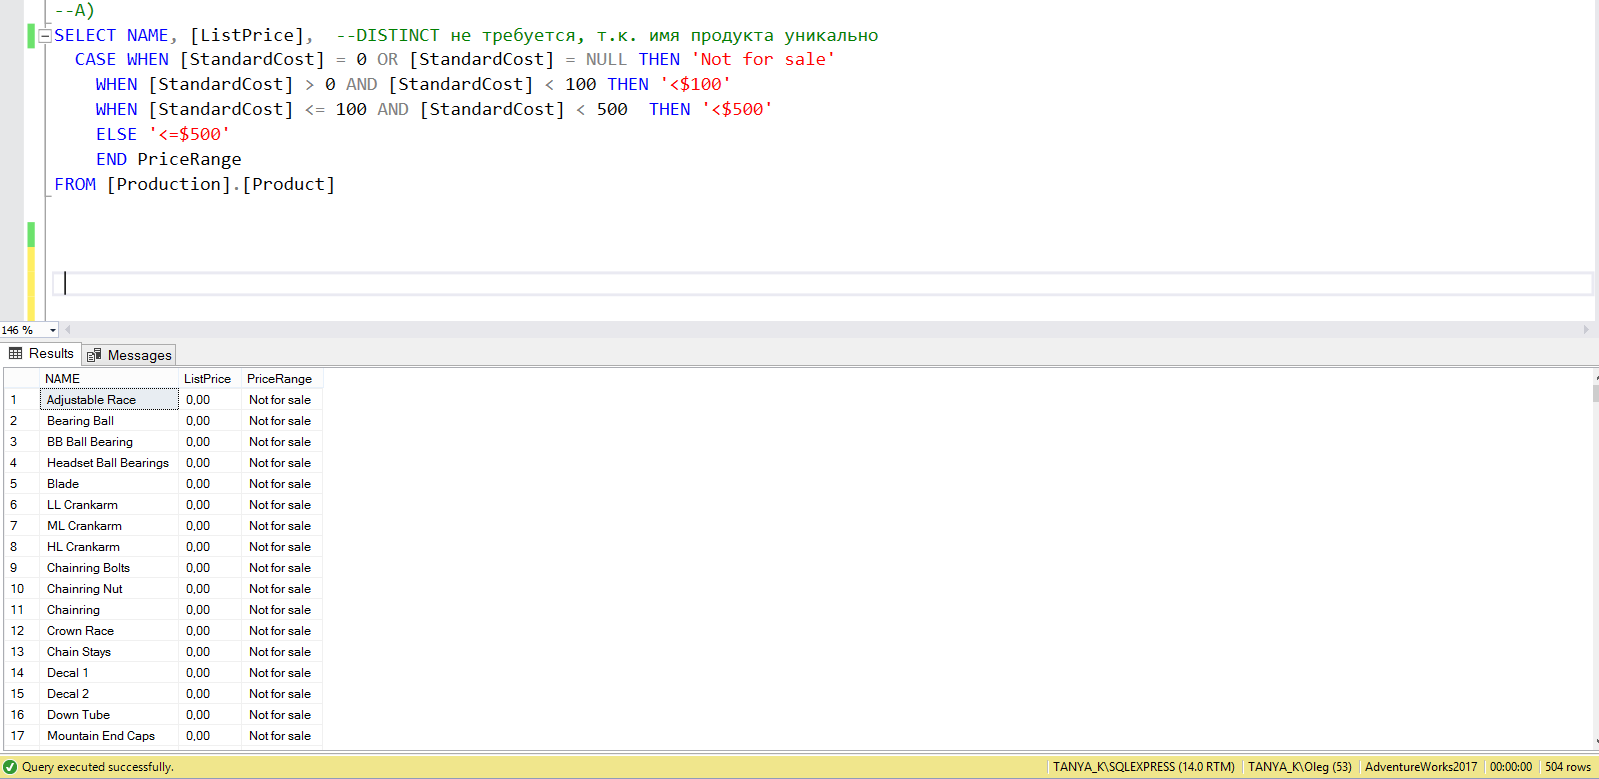 --A)
SELECT NAME, [ListPrice],  --DISTINCT не требуется, т.к. имя продукта уникально
CASE WHEN [StandardCost] = 0 OR [StandardCost] = NULL THEN 'Not for sale'
WHEN [StandardCost] > 0 AND [StandardCost] < 100 THEN '<$100'
WHEN [StandardCost] <= 100 AND [StandardCost] < 500  THEN '<$500'
ELSE '<=$500'
END PriceRange
FROM [Production].[Product]
146 %
Results Messages
NAME ListPrice PriceRange
1 Adjustable Race 0,00 Not for sale
2 Bearing Ball 0,00 Not for sale
3 BB Ball Bearing 0,00 Not for sale
4 Headset Ball Bearings 0,00 Not for sale
5 Blade 0,00 Not for sale
6 LL Crankarm 0,00 Not for sale
7 ML Crankarm 0,00 Not for sale
8 HL Crankarm 0,00 Not for sale
9 Chainring Bolts 0,00 Not for sale
10 Chainring Nut 0,00 Not for sale
11 Chainring 0,00 Not for sale
12 Crown Race 0,00 Not for sale
13 Chain Stays 0,00 Not for sale
14 Decal 1 0,00 Not for sale
15 Decal 2 0,00 Not for sale
16 Down Tube 0,00 Not for sale
17 Mountain End Caps 0,00 Not for sale
Query executed successfully. TANYA_K\SQLEXPRESS (14.0 RTM) TANYA_K\Oleg (53) AdventureWorks2017 00:00:00 504 rows